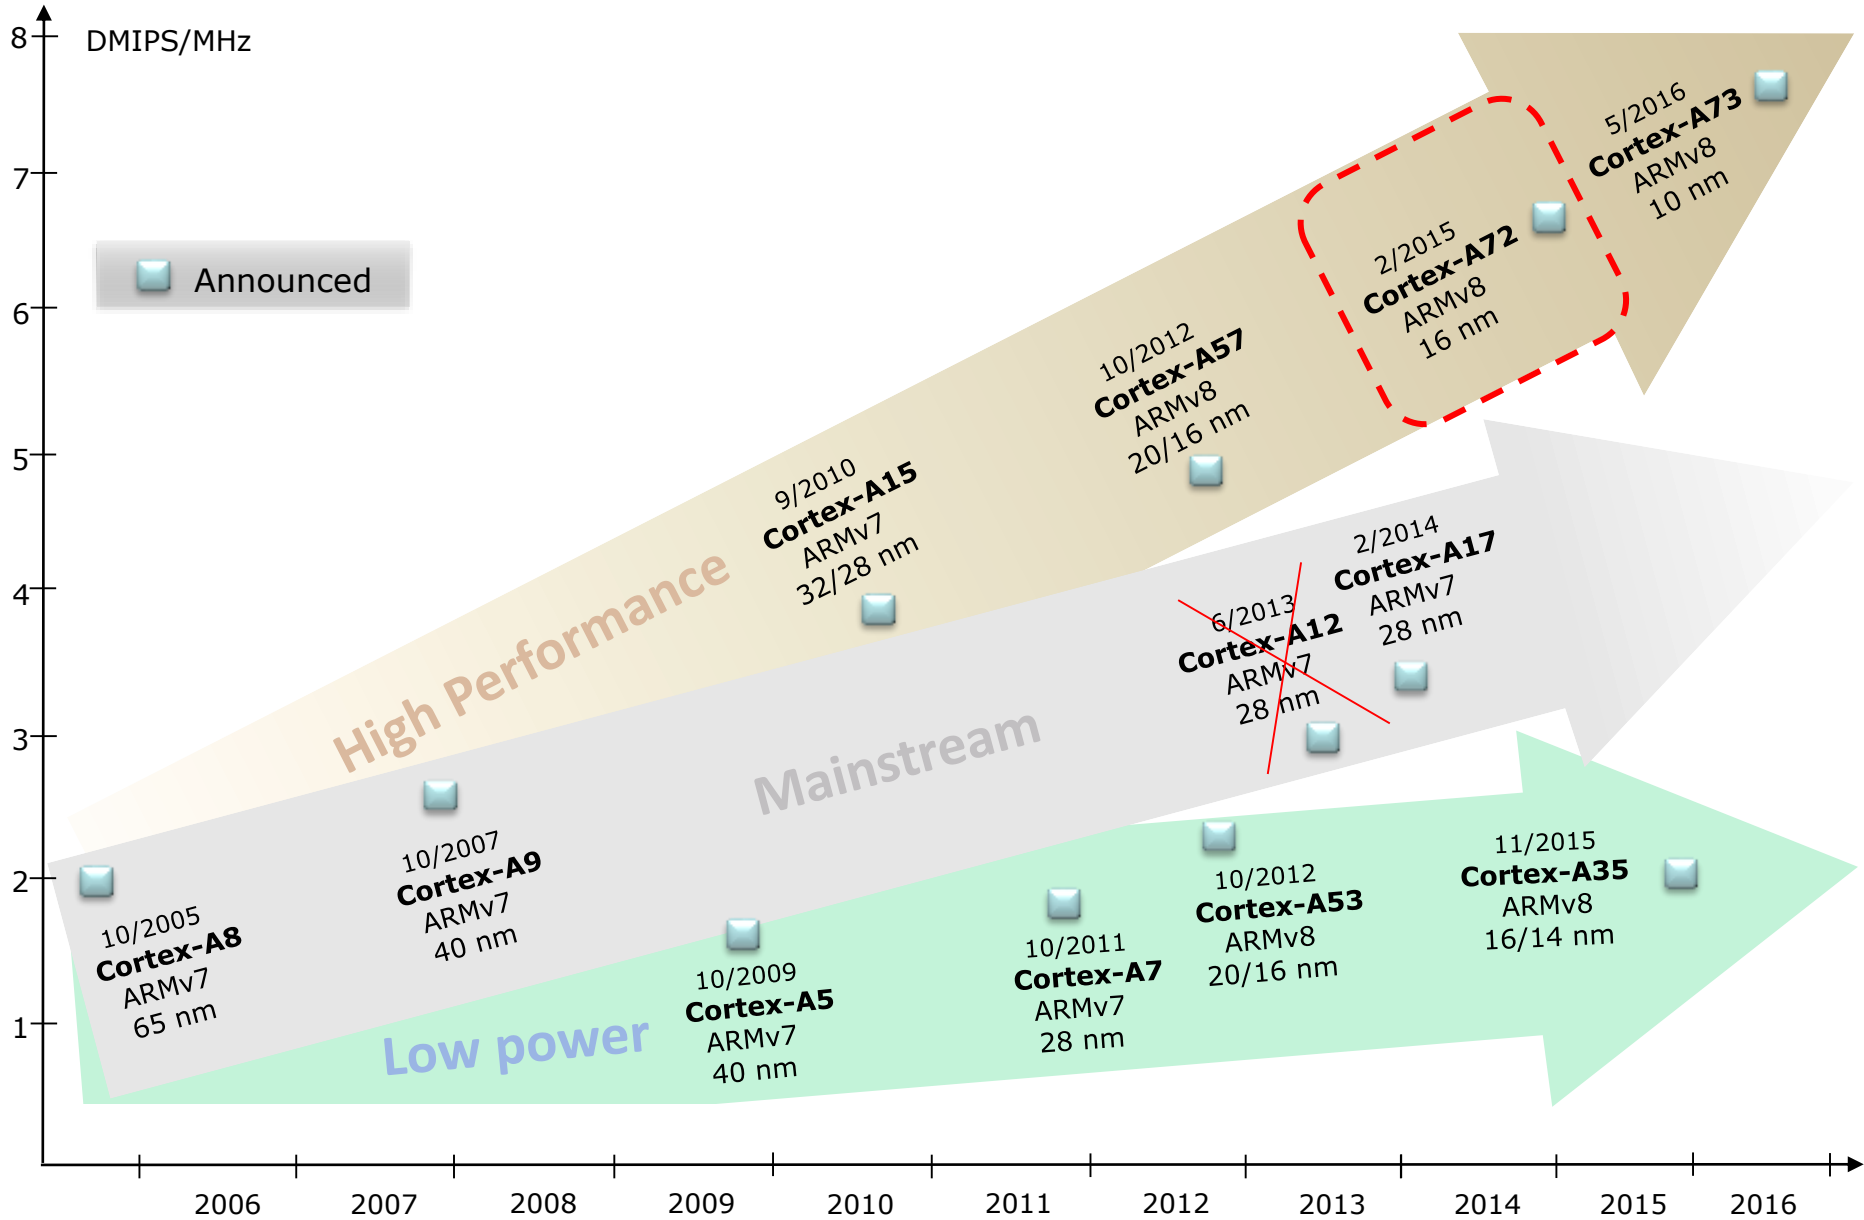 8
DMIPS/MHz
7
6
5
4
3
2
1
Announced
5/2016
Cortex-A73
ARMv8
10 nm
2/2015
Cortex-A72
ARMv8
16 nm
10/2012
Cortex-A57
ARMv8
20/16 nm
9/2010
Cortex-A15
ARMv7
32/28 nm
High Performance
2/2014
Cortex-A17
ARMv7
28 nm
6/2013
Cortex-A12
ARMv7
28 nm
Mainstream
10/2007
Cortex-A9
ARMv7
40 nm
10/2005
Cortex-A8
ARMv7
65 nm
11/2015
Cortex-A35
ARMv8
16/14 nm
10/2012
Cortex-A53
ARMv8
20/16 nm
10/2011
Cortex-A7
ARMv7
28 nm
10/2009
Cortex-A5
ARMv7
40 nm
Low power
2006 2007 2008 2009 2010 2011 2012 2013 2014 2015 2016